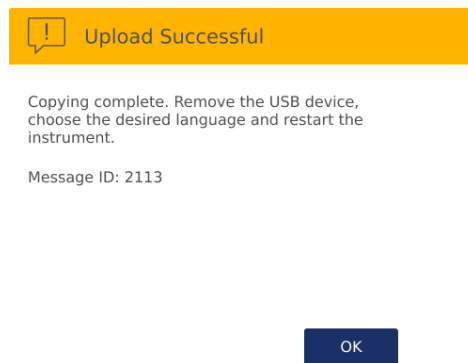 !
Upload Successful
Copying complete. Remove the USB device,
choose the desired language and restart the
instrument.
Message ID: 2113
OK